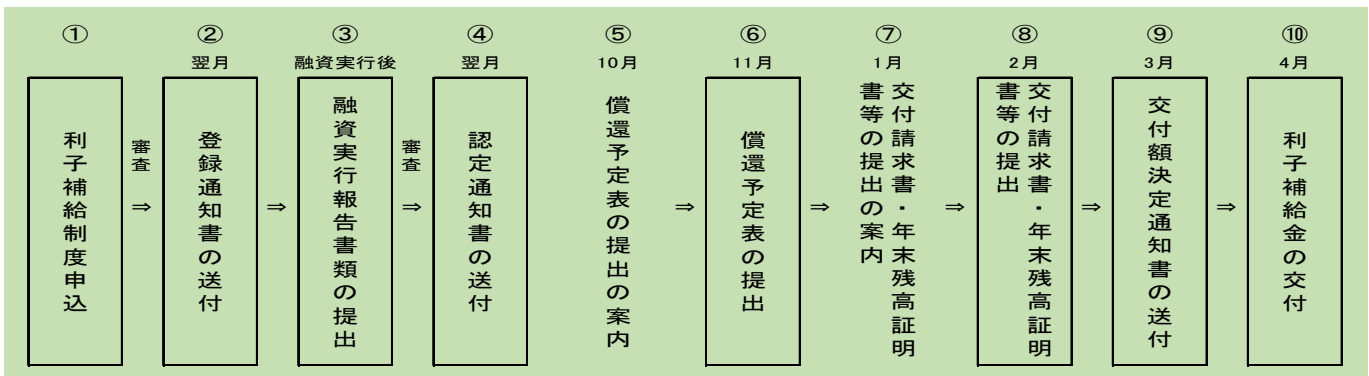 ①
利子補給制度申込
審査
⇒
②
翌月
登録通知書の送付
⇒
③
融資実行後
融資実行報告書類の提出
審査
⇒
④
翌月
認定通知書の送付
⑤
10月
償還予定表の提出の案内
⇒
⑥
11月
償還予定表の提出
⇒
⑦
1月
交付請求書・年末残高証明
書等の提出の案内
⇒
⑧
2月
交付請求書・年末残高証明
書等の提出
⇒
⑨
3月
交付額決定通知書の送付
⇒
⑩
4月
利子補給金の交付